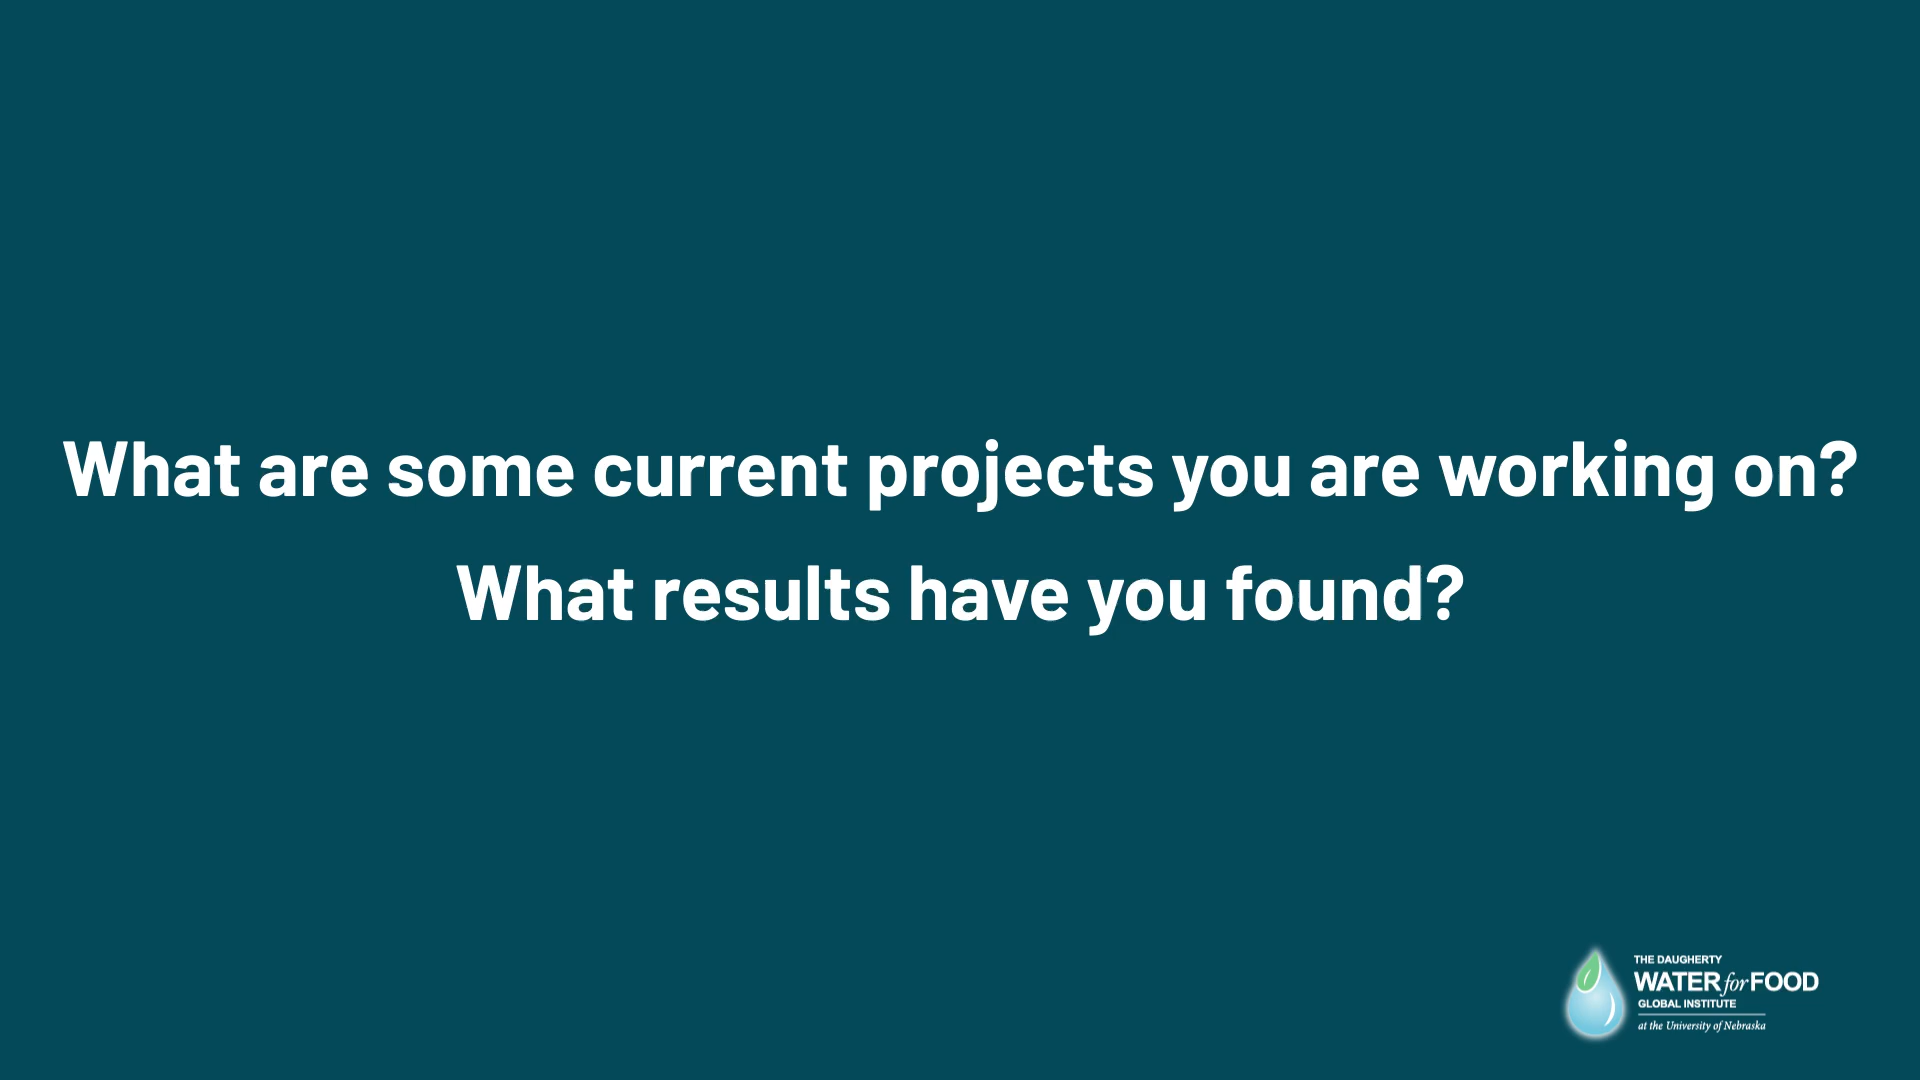 What are some current projects you are working on?
What results have you found?
THE DAUGHERTY
WATER for FOOD
GLOBAL INSTITUTE
at the University of Nebraska